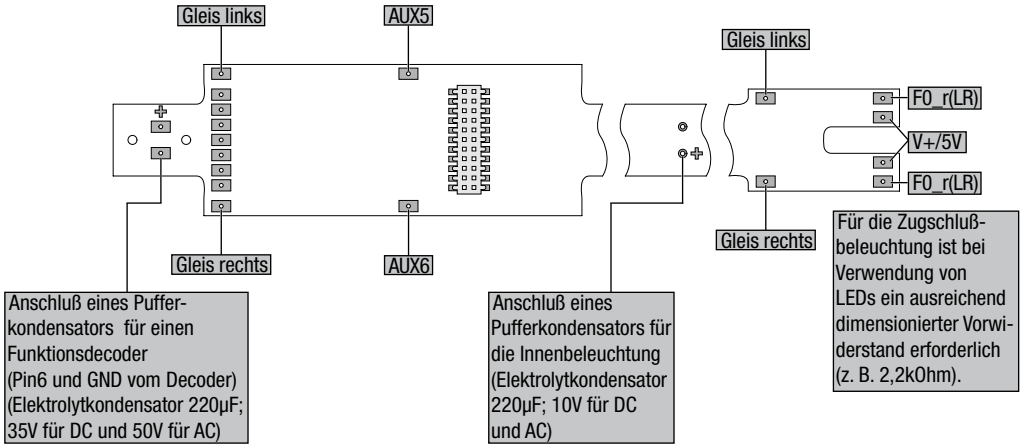 Gleis links
AUX5
Gleis links
F0_r(LR)
V+/5V
F0_r(LR)
Gleis rechts
AUX6
Gleis rechts
Anschluß eines Puffer-
kondensators für einen
Funktionsdecoder
(Pin6 und GND vom Decoder)
(Elektrolytkondensator 220µF;
35V für DC und 50V für AC)
Anschluß eines
Pufferkondensators für
die Innenbeleuchtung
(Elektrolytkondensator
220µF; 10V für DC
und AC)
Für die Zugschluß-
beleuchtung ist bei
Verwendung von
LEDs ein ausreichend
dimensionierter Vorwi-
derstand erforderlich
(z. B. 2,2kOhm).